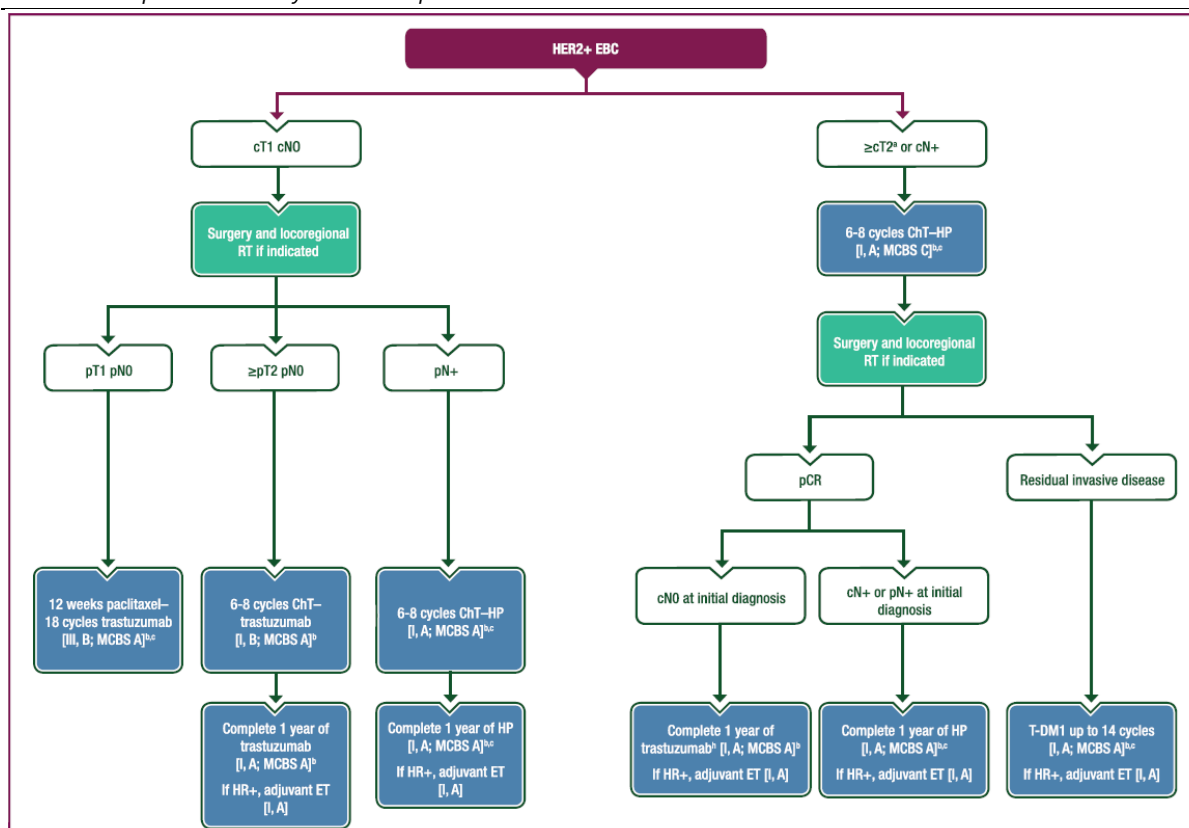 HER2+ EBC
cT1 cN0
≥cT2ª or cN+
Surgery and locoregional
RT if indicated
6-8 cycles ChT–HP
[I, A; MCBS C]ᵇ,ᶜ
Surgery and locoregional
RT if indicated
pT1 pN0
≥pT2 pN0
pN+
pCR
Residual invasive disease
12 weeks paclitaxel–
18 cycles trastuzumab
[III, B; MCBS A]ᵇ,ᶜ
6-8 cycles ChT–
trastuzumab
[I, B; MCBS A]ᵇ
6-8 cycles ChT–HP
[I, A; MCBS A]ᵇ,ᶜ
cN0 at initial diagnosis
cN+ or pN+ at initial
diagnosis
Complete 1 year of
trastuzumab
[I, A; MCBS A]ᵇ
If HR+, adjuvant ET
[I, A]
Complete 1 year of HP
[I, A; MCBS A]ᵇ,ᶜ
If HR+, adjuvant ET
[I, A]
Complete 1 year of
trastuzumabʰ [I, A; MCBS A]ᵇ
If HR+, adjuvant ET [I, A]
Complete 1 year of HP
[I, A; MCBS A]ᵇ,ᶜ
If HR+, adjuvant ET [I, A]
T-DM1 up to 14 cycles
[I, A; MCBS A]ᵇ,ᶜ
If HR+, adjuvant ET [I, A]